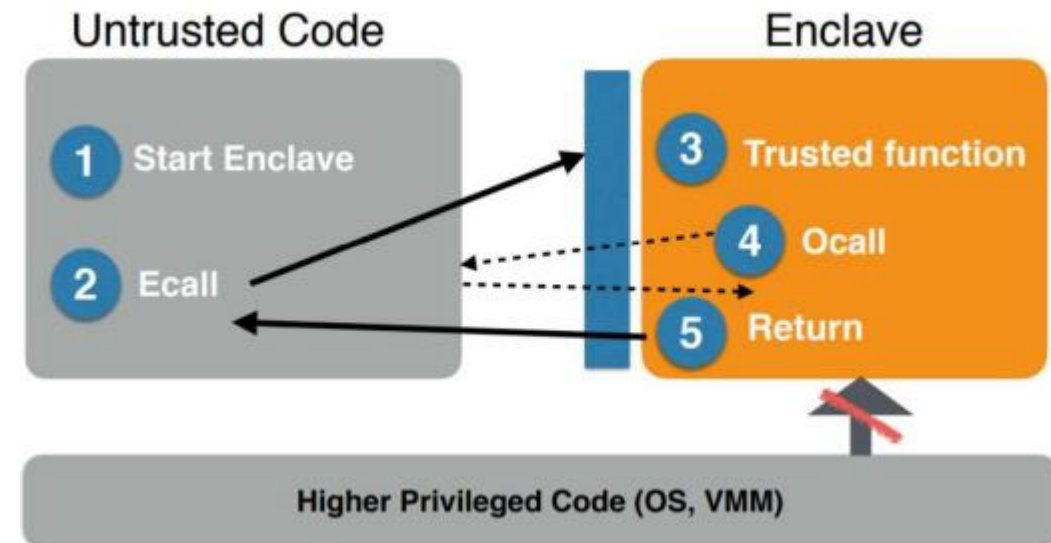 Untrusted Code
Enclave
1 Start Enclave
3 Trusted function
4 Ocall
2 Ecall
5 Return
Higher Privileged Code (OS, VMM)